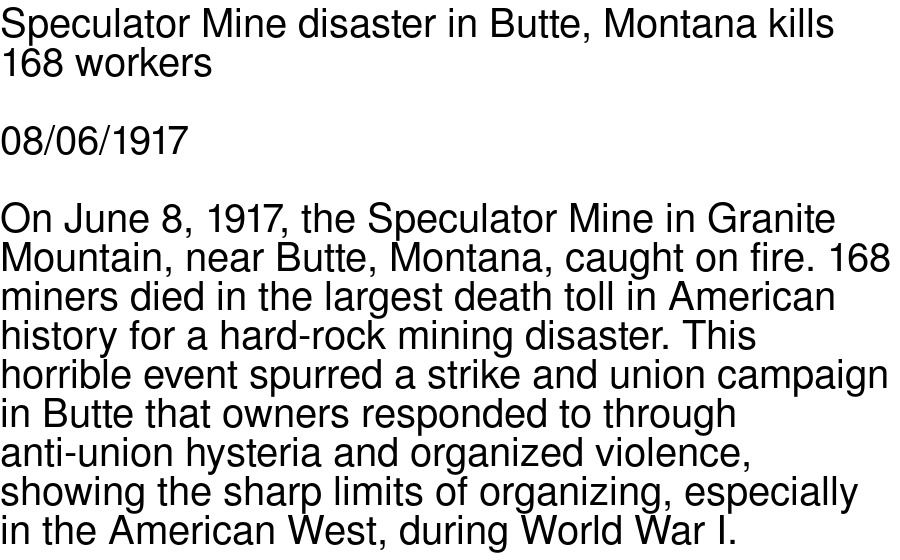 Speculator Mine disaster in Butte, Montana kills
168 workers
08/06/1917
On June 8, 1917, the Speculator Mine in Granite
Mountain, near Butte, Montana, caught on fire. 168
miners died in the largest death toll in American
history for a hard-rock mining disaster. This
horrible event spurred a strike and union campaign
in Butte that owners responded to through
anti-union hysteria and organized violence,
showing the sharp limits of organizing, especially
in the American West, during World War I.